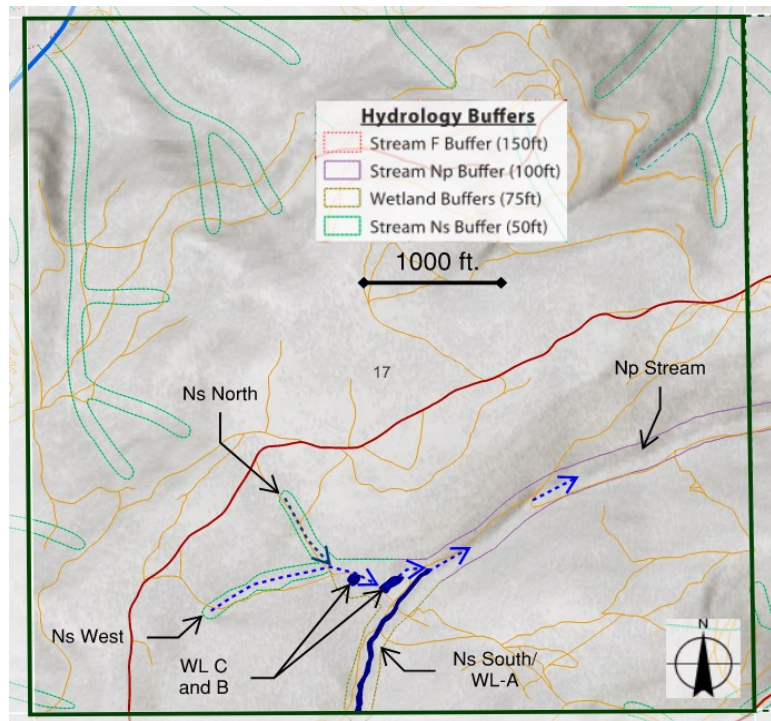 Hydrology Buffers
Stream F Buffer (150ft)
Stream Np Buffer (100ft)
Wetland Buffers (75ft)
Stream Ns Buffer (50ft)
1000 ft.
17
Np Stream
Ns North
Ns West
WL C
and B
Ns South/
WL-A
N